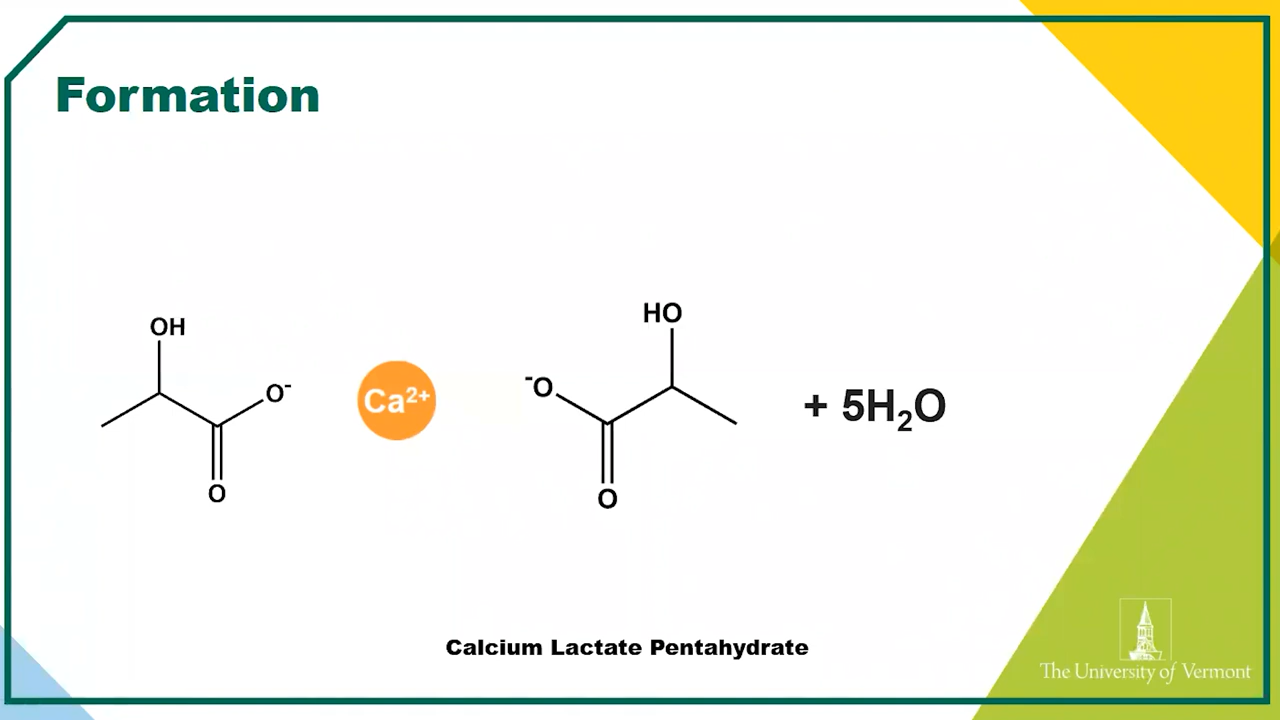 Formation
OH
O⁻
O
Ca²⁺
HO
⁻O
O
+ 5H₂O
Calcium Lactate Pentahydrate
The University of Vermont